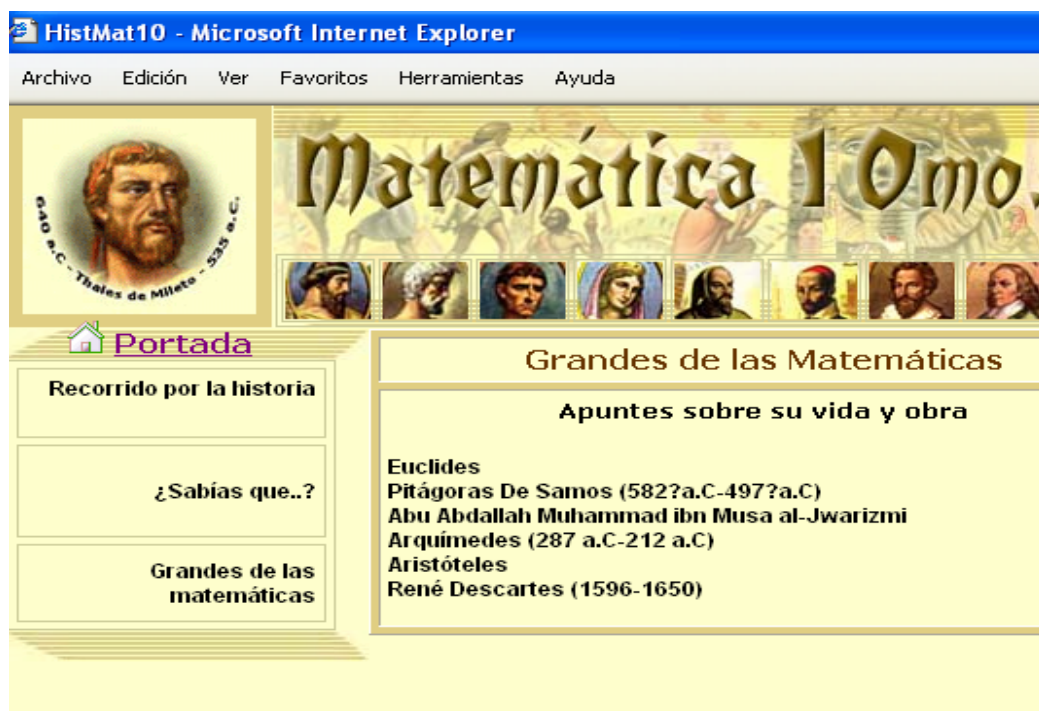 HistMat10 - Microsoft Internet Explorer
Archivo Edición Ver Favoritos Herramientas Ayuda
640 a.C - Thales de Mileto - 535 a.C.
Matemática 10mo.
Portada
Recorrido por la historia
¿Sabías que..?
Grandes de las
matemáticas
Grandes de las Matemáticas
Apuntes sobre su vida y obra
Euclides
Pitágoras De Samos (582?a.C-497?a.C)
Abu Abdallah Muhammad ibn Musa al-Jwarizmi
Arquímedes (287 a.C-212 a.C)
Aristóteles
René Descartes (1596-1650)